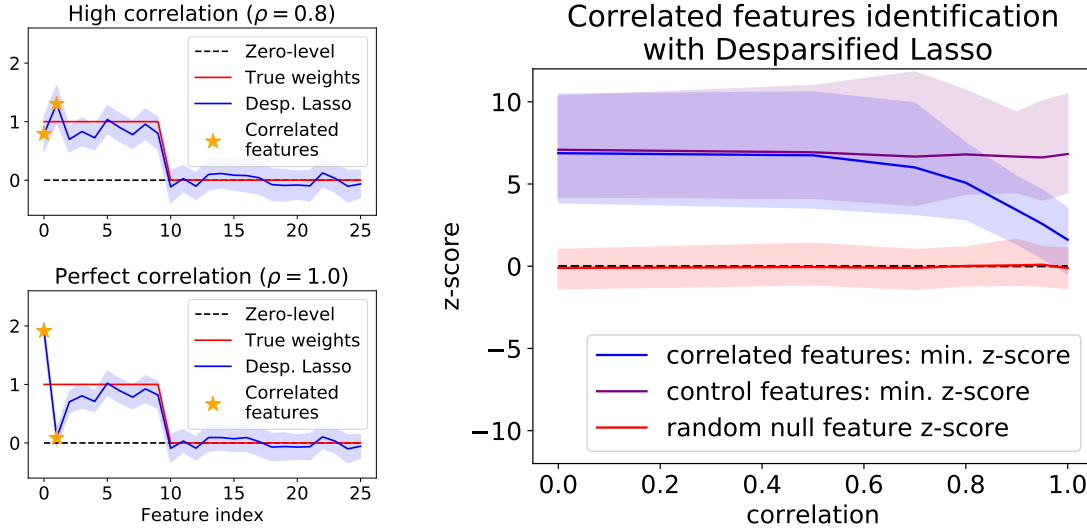 High correlation (ρ = 0.8)
2
1
0
Zero-level
True weights
Desp. Lasso
Correlated
features
0
5
10
15
20
25
Perfect correlation (ρ = 1.0)
2
1
0
Zero-level
True weights
Desp. Lasso
Correlated
features
0
5
10
15
20
25
Feature index
Correlated features identification
with Desparsified Lasso
z-score
10
5
0
−5
−10
correlated features: min. z-score
control features: min. z-score
random null feature z-score
0.0
0.2
0.4
0.6
0.8
1.0
correlation